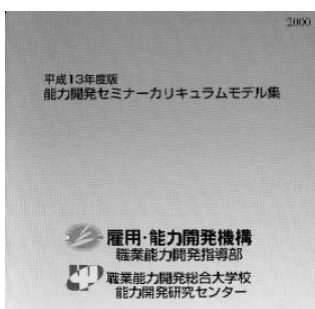 2000
平成13年度版
能力開発セミナーカリキュラムモデル集
雇用・能力開発機構
職業能力開発指導部
職業能力開発総合大学校
能力開発研究センター